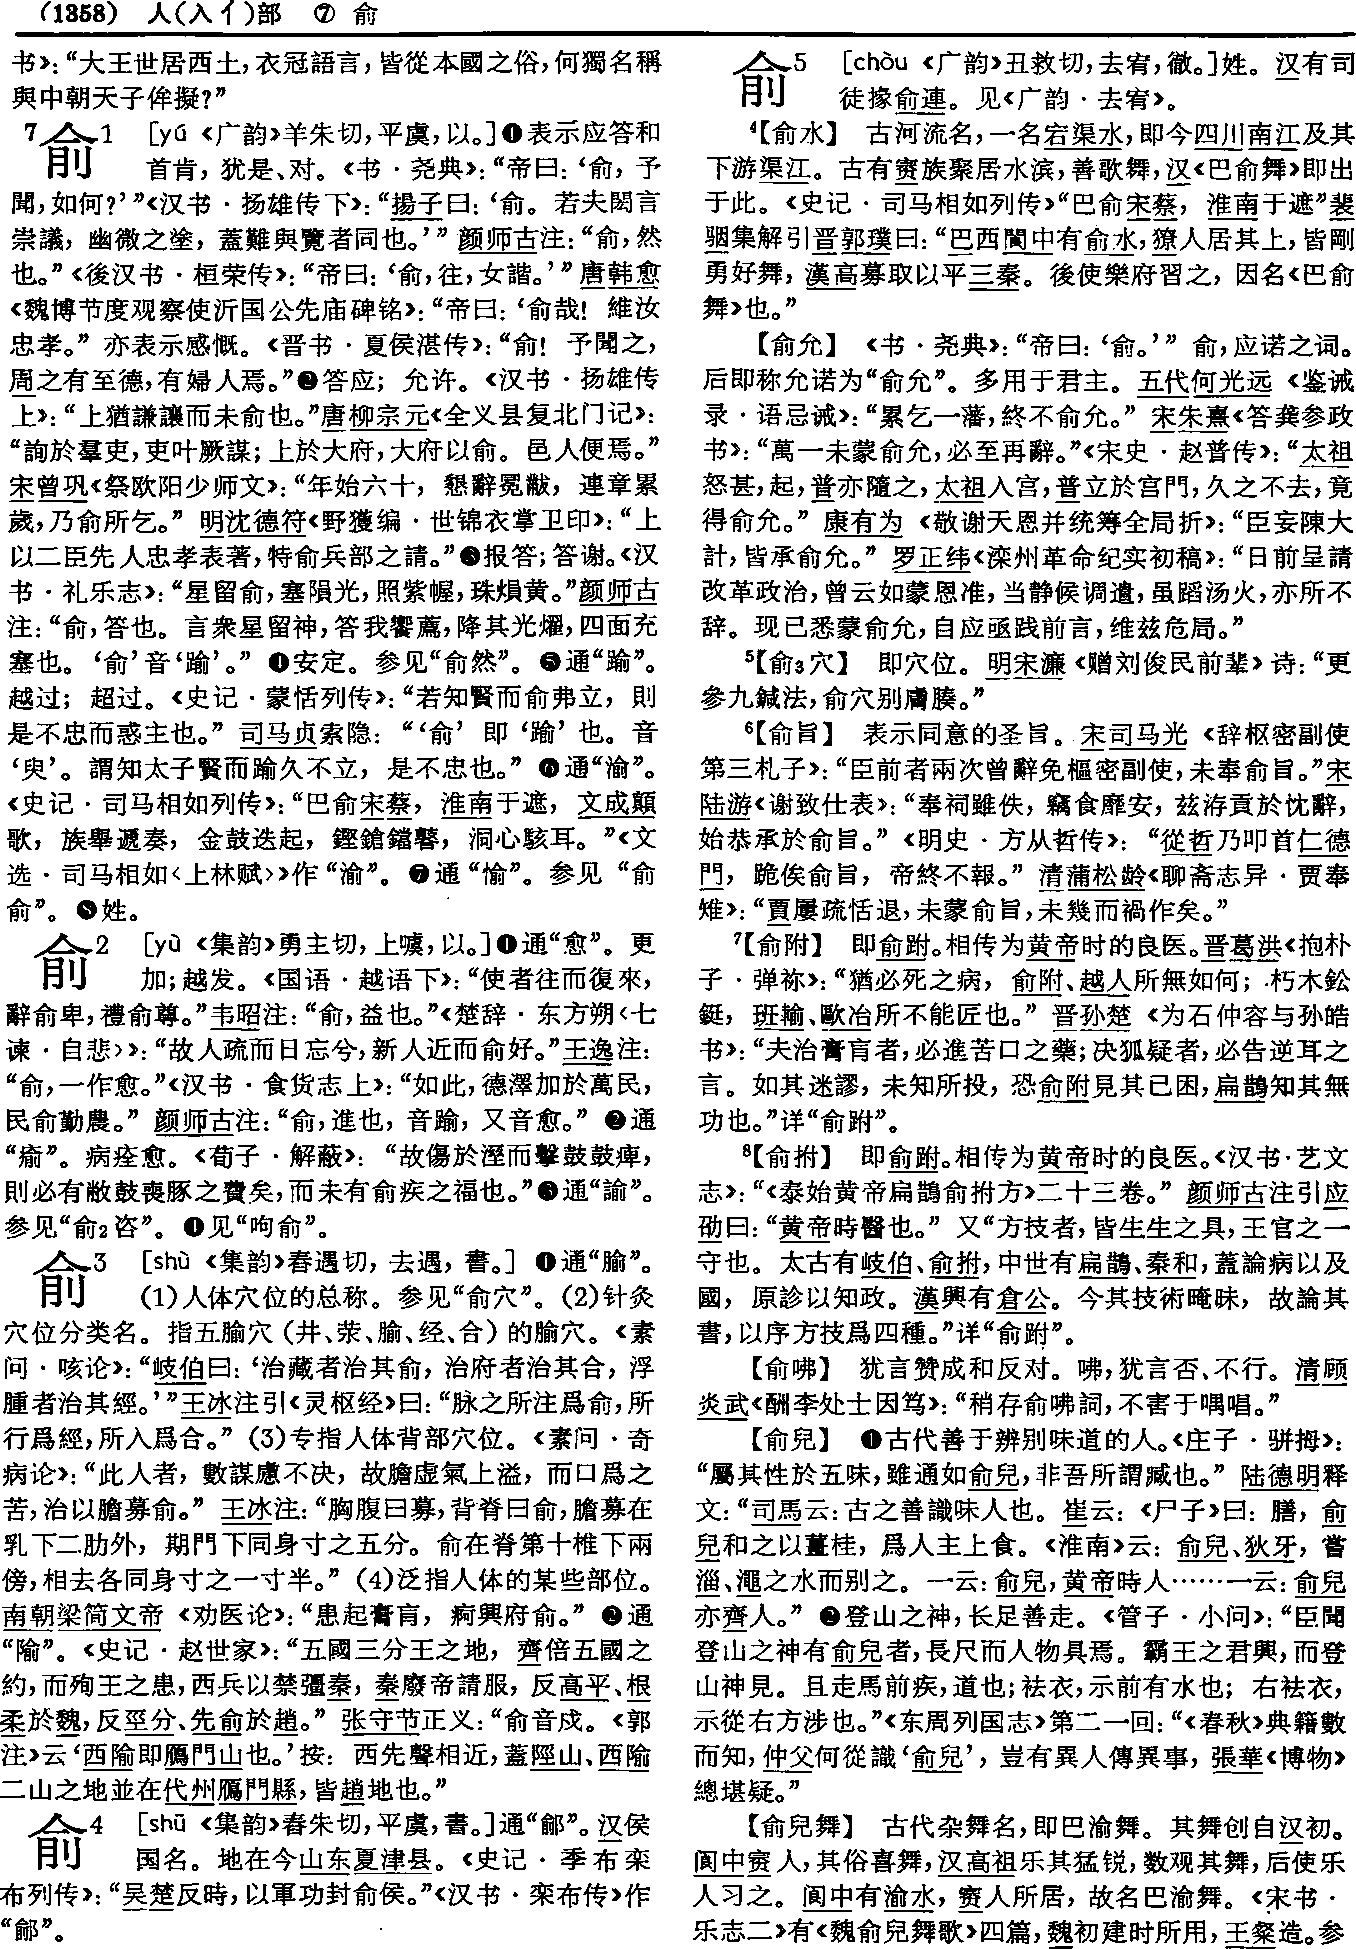 (1358) 人(入亻)部 ⑦ 俞
书》:“大王世居西土,衣冠語言,皆從本國之俗,何獨名稱
與中朝天子侔擬?”
7俞1 [yú 《广韵》羊朱切,平虞,以。]❶表示应答和
首肯,犹是、对。《书·尧典》:“帝曰:‘俞,予
聞,如何?’”《汉书·扬雄传下》:“揚子曰:‘俞。若夫閎言
崇議,幽微之塗,蓋難與覽者同也。’”颜师古注:“俞,然
也。”《後汉书·桓荣传》:“帝曰:‘俞,往,女諧。’”唐韩愈
《魏博节度观察使沂国公先庙碑铭》:“帝曰:‘俞哉!維汝
忠孝。”亦表示感慨。《晋书·夏侯湛传》:“俞!予聞之,
周之有至德,有婦人焉。”❷答应;允许。《汉书·扬雄传
上》:“上猶謙讓而未俞也。”唐柳宗元《全义县复北门记》:
“詢於羣吏,吏叶厥謀;上於大府,大府以俞。邑人便焉。”
宋曾巩《祭欧阳少师文》:“年始六十,懇辭冕黻,連章累
歲,乃俞所乞。”明沈德符《野獲编·世锦衣掌卫印》:“上
以二臣先人忠孝表著,特俞兵部之請。”❸报答;答谢。《汉
书·礼乐志》:“星留俞,塞隕光,照紫幄,珠熉黄。”颜师古
注:“俞,答也。言衆星留神,答我饗薦,降其光燿,四面充
塞也。‘俞’音‘踰’。”❹安定。参见“俞然”。❺通“踰”。
越过;超过。《史记·蒙恬列传》:“若知賢而俞弗立,則
是不忠而惑主也。”司马贞索隐:“‘俞’即‘踰’也。音
‘臾’。謂知太子賢而踰久不立,是不忠也。”❻通“渝”。
《史记·司马相如列传》:“巴俞宋蔡,淮南于遮,文成顛
歌,族舉遞奏,金鼓迭起,鏗鎗鐺鼛,洞心駭耳。”《文
选·司马相如〈上林赋〉》作“渝”。❼通“愉”。参见“俞
俞”。❽姓。
俞2 [yù 《集韵》勇主切,上噳,以。]❶通“愈”。更
加;越发。《国语·越语下》:“使者往而復來,
辭俞卑,禮俞尊。”韦昭注:“俞,益也。”《楚辞·东方朔〈七
谏·自悲〉》:“故人疏而日忘兮,新人近而俞好。”王逸注:
“俞,一作愈。”《汉书·食货志上》:“如此,德澤加於萬民,
民俞勤農。”颜师古注:“俞,進也,音踰,又音愈。”❷通
“瘉”。病痊愈。《荀子·解蔽》:“故傷於溼而擊鼓鼓痺,
則必有敝鼓喪豚之費矣,而未有俞疾之福也。”❸通“諭”。
参见“俞2咨”。❹见“呴俞”。
俞3 [shù 《集韵》舂遇切,去遇,書。]❶通“腧”。
(1)人体穴位的总称。参见“俞穴”。(2)针灸
穴位分类名。指五腧穴(井、荥、腧、经、合)的腧穴。《素
问·咳论》:“岐伯曰:‘治藏者治其俞,治府者治其合,浮
腫者治其經。’”王冰注引《灵枢经》曰:“脉之所注爲俞,所
行爲經,所入爲合。”(3)专指人体背部穴位。《素问·奇
病论》:“此人者,數謀慮不决,故膽虚氣上溢,而口爲之
苦,治以膽募俞。”王冰注:“胸腹曰募,背脊曰俞,膽募在
乳下二肋外,期門下同身寸之五分。俞在脊第十椎下兩
傍,相去各同身寸之一寸半。”(4)泛指人体的某些部位。
南朝梁简文帝《劝医论》:“患起膏肓,痾興府俞。”❷通
“隃”。《史记·赵世家》:“五國三分王之地,齊倍五國之
約,而殉王之患,西兵以禁彊秦,秦廢帝請服,反高平、根
柔於魏,反巠分、先俞於趙。”张守节正义:“俞音戍。《郭
注》云‘西隃即鴈門山也。’按:西先聲相近,蓋陘山、西隃
二山之地並在代州鴈門縣,皆趙地也。”
俞4 [shū 《集韵》舂朱切,平虞,書。]通“鄃”。汉侯
国名。地在今山东夏津县。《史记·季布栾
布列传》:“吴楚反時,以軍功封俞侯。”《汉书·栾布传》作
“鄃”。
俞5 [chòu 《广韵》丑救切,去宥,徹。]姓。汉有司
徒掾俞連。见《广韵·去宥》。
4【俞水】 古河流名,一名宕渠水,即今四川南江及其
下游渠江。古有賨族聚居水滨,善歌舞,汉《巴俞舞》即出
于此。《史记·司马相如列传》“巴俞宋蔡,淮南于遮”裴
骃集解引晋郭璞曰:“巴西閬中有俞水,獠人居其上,皆剛
勇好舞,漢高募取以平三秦。後使樂府習之,因名《巴俞
舞》也。”
【俞允】 《书·尧典》:“帝曰:‘俞。’”俞,应诺之词。
后即称允诺为“俞允”。多用于君主。五代何光远《鉴诫
录·语忌诫》:“累乞一藩,終不俞允。”宋朱熹《答龚参政
书》:“萬一未蒙俞允,必至再辭。”《宋史·赵普传》:“太祖
怒甚,起,普亦隨之,太祖入宫,普立於宫門,久之不去,竟
得俞允。”康有为《敬谢天恩并统筹全局折》:“臣妄陳大
計,皆承俞允。”罗正纬《滦州革命纪实初稿》:“日前呈請
改革政治,曾云如蒙恩准,当静候调遣,虽蹈汤火,亦所不
辞。现已悉蒙俞允,自应亟践前言,维兹危局。”
5【俞3穴】 即穴位。明宋濂《赠刘俊民前辈》诗:“更
參九鍼法,俞穴别膚腠。”
6【俞旨】 表示同意的圣旨。宋司马光《辞枢密副使
第三札子》:“臣前者兩次曾辭免樞密副使,未奉俞旨。”宋
陆游《谢致仕表》:“奉祠雖佚,竊食靡安,兹洊貢於忱辭,
始恭承於俞旨。”《明史·方从哲传》:“從哲乃叩首仁德
門,跪俟俞旨,帝終不報。”清蒲松龄《聊斋志异·贾奉
雉》:“賈屢疏恬退,未蒙俞旨,未幾而禍作矣。”
7【俞附】 即俞跗。相传为黄帝时的良医。晋葛洪《抱朴
子·弹祢》:“猶必死之病,俞附、越人所無如何;朽木鈆
鋌,班輸、歐冶所不能匠也。”晋孙楚《为石仲容与孙皓
书》:“夫治膏肓者,必進苦口之藥;决狐疑者,必告逆耳之
言。如其迷謬,未知所投,恐俞附見其已困,扁鵲知其無
功也。”详“俞跗”。
8【俞拊】 即俞跗。相传为黄帝时的良医。《汉书·艺文
志》:“《泰始黄帝扁鵲俞拊方》二十三卷。”颜师古注引应
劭曰:“黄帝時醫也。”又“方技者,皆生生之具,王官之一
守也。太古有岐伯、俞拊,中世有扁鵲、秦和,蓋論病以及
國,原診以知政。漢興有倉公。今其技術晻昧,故論其
書,以序方技爲四種。”详“俞跗”。
【俞咈】 犹言赞成和反对。咈,犹言否、不行。清顾
炎武《酬李处士因笃》:“稍存俞咈詞,不害于喁唱。”
【俞兒】 ❶古代善于辨别味道的人。《庄子·骈拇》:
“屬其性於五味,雖通如俞兒,非吾所謂臧也。”陆德明释
文:“司馬云:古之善識味人也。崔云:《尸子》曰:膳,俞
兒和之以薑桂,爲人主上食。《淮南》云:俞兒、狄牙,嘗
淄、澠之水而别之。一云:俞兒,黄帝時人……一云:俞兒
亦齊人。”❷登山之神,长足善走。《管子·小问》:“臣聞
登山之神有俞兒者,長尺而人物具焉。霸王之君興,而登
山神見。且走馬前疾,道也;袪衣,示前有水也;右袪衣,
示從右方涉也。”《东周列国志》第二一回:“《春秋》典籍數
而知,仲父何從識‘俞兒’,豈有異人傳異事,張華《博物》
總堪疑。”
【俞兒舞】 古代杂舞名,即巴渝舞。其舞创自汉初。
阆中賨人,其俗喜舞,汉高祖乐其猛锐,数观其舞,后使乐
人习之。阆中有渝水,賨人所居,故名巴渝舞。《宋书·
乐志二》有《魏俞兒舞歌》四篇,魏初建时所用,王粲造。参